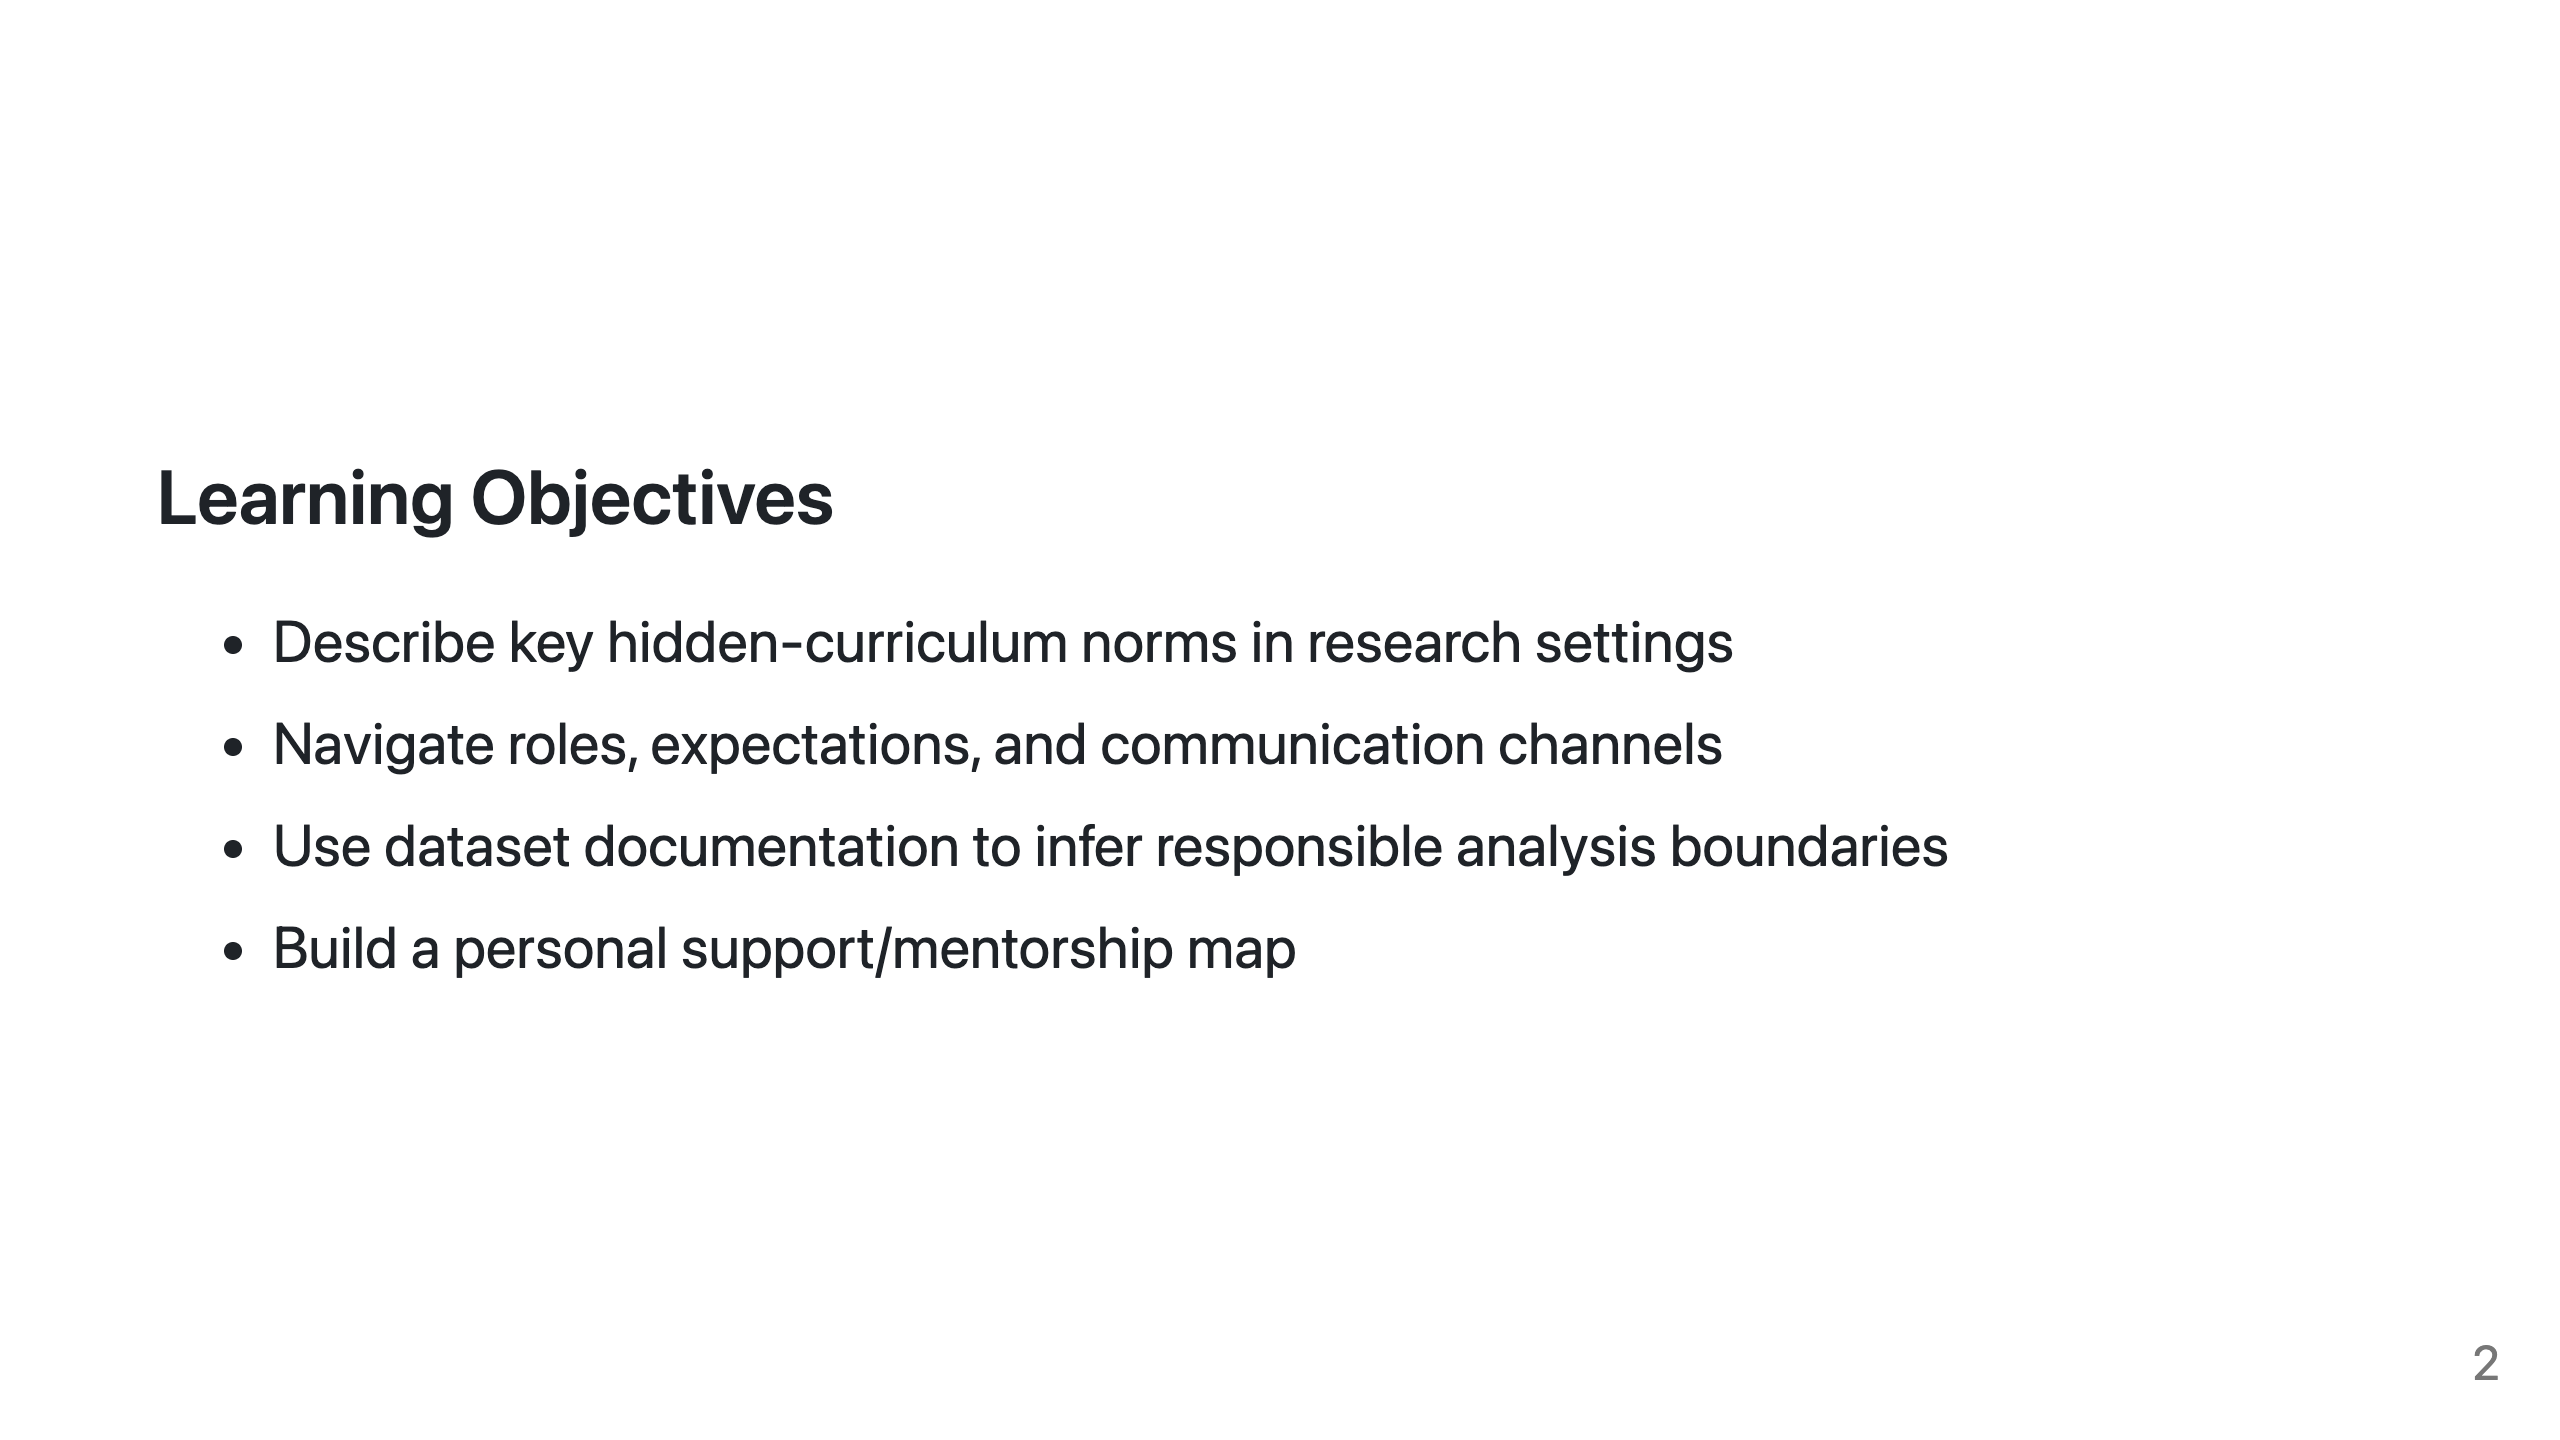 Learning Objectives
• Describe key hidden-curriculum norms in research settings
• Navigate roles, expectations, and communication channels
• Use dataset documentation to infer responsible analysis boundaries
• Build a personal support/mentorship map
2